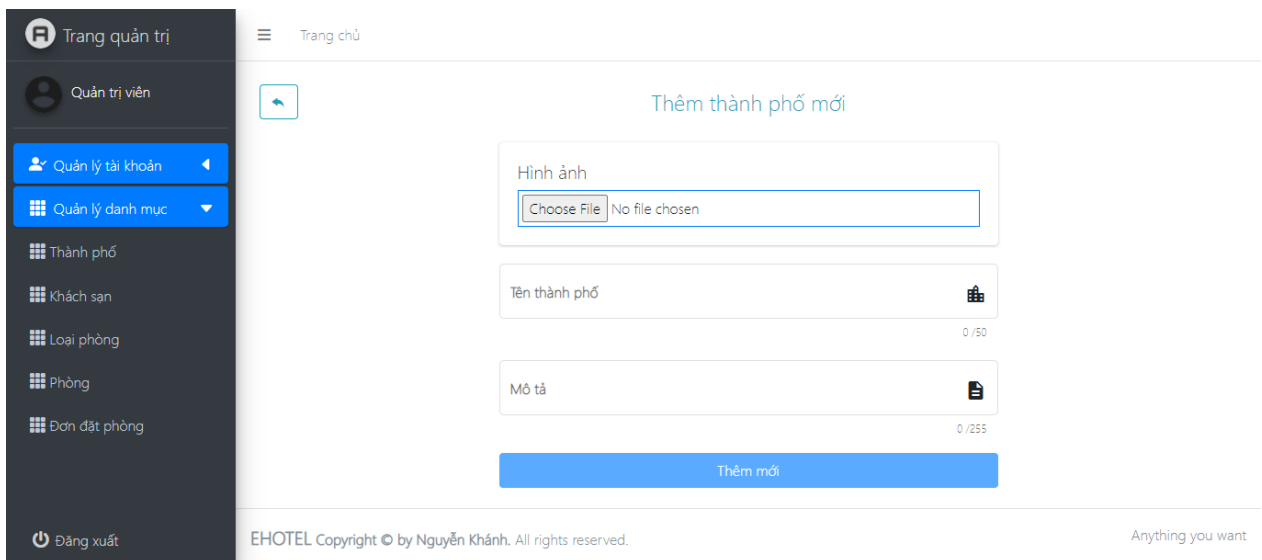 Trang quản trị
Trang chủ
Quản trị viên
Thêm thành phố mới
Quản lý tài khoản
Quản lý danh mục
Thành phố
Khách sạn
Loại phòng
Phòng
Đơn đặt phòng
Đăng xuất
Hình ảnh
Choose File No file chosen
Tên thành phố
0 /50
Mô tả
0 /255
Thêm mới
EHOTEL Copyright © by Nguyễn Khánh. All rights reserved.
Anything you want